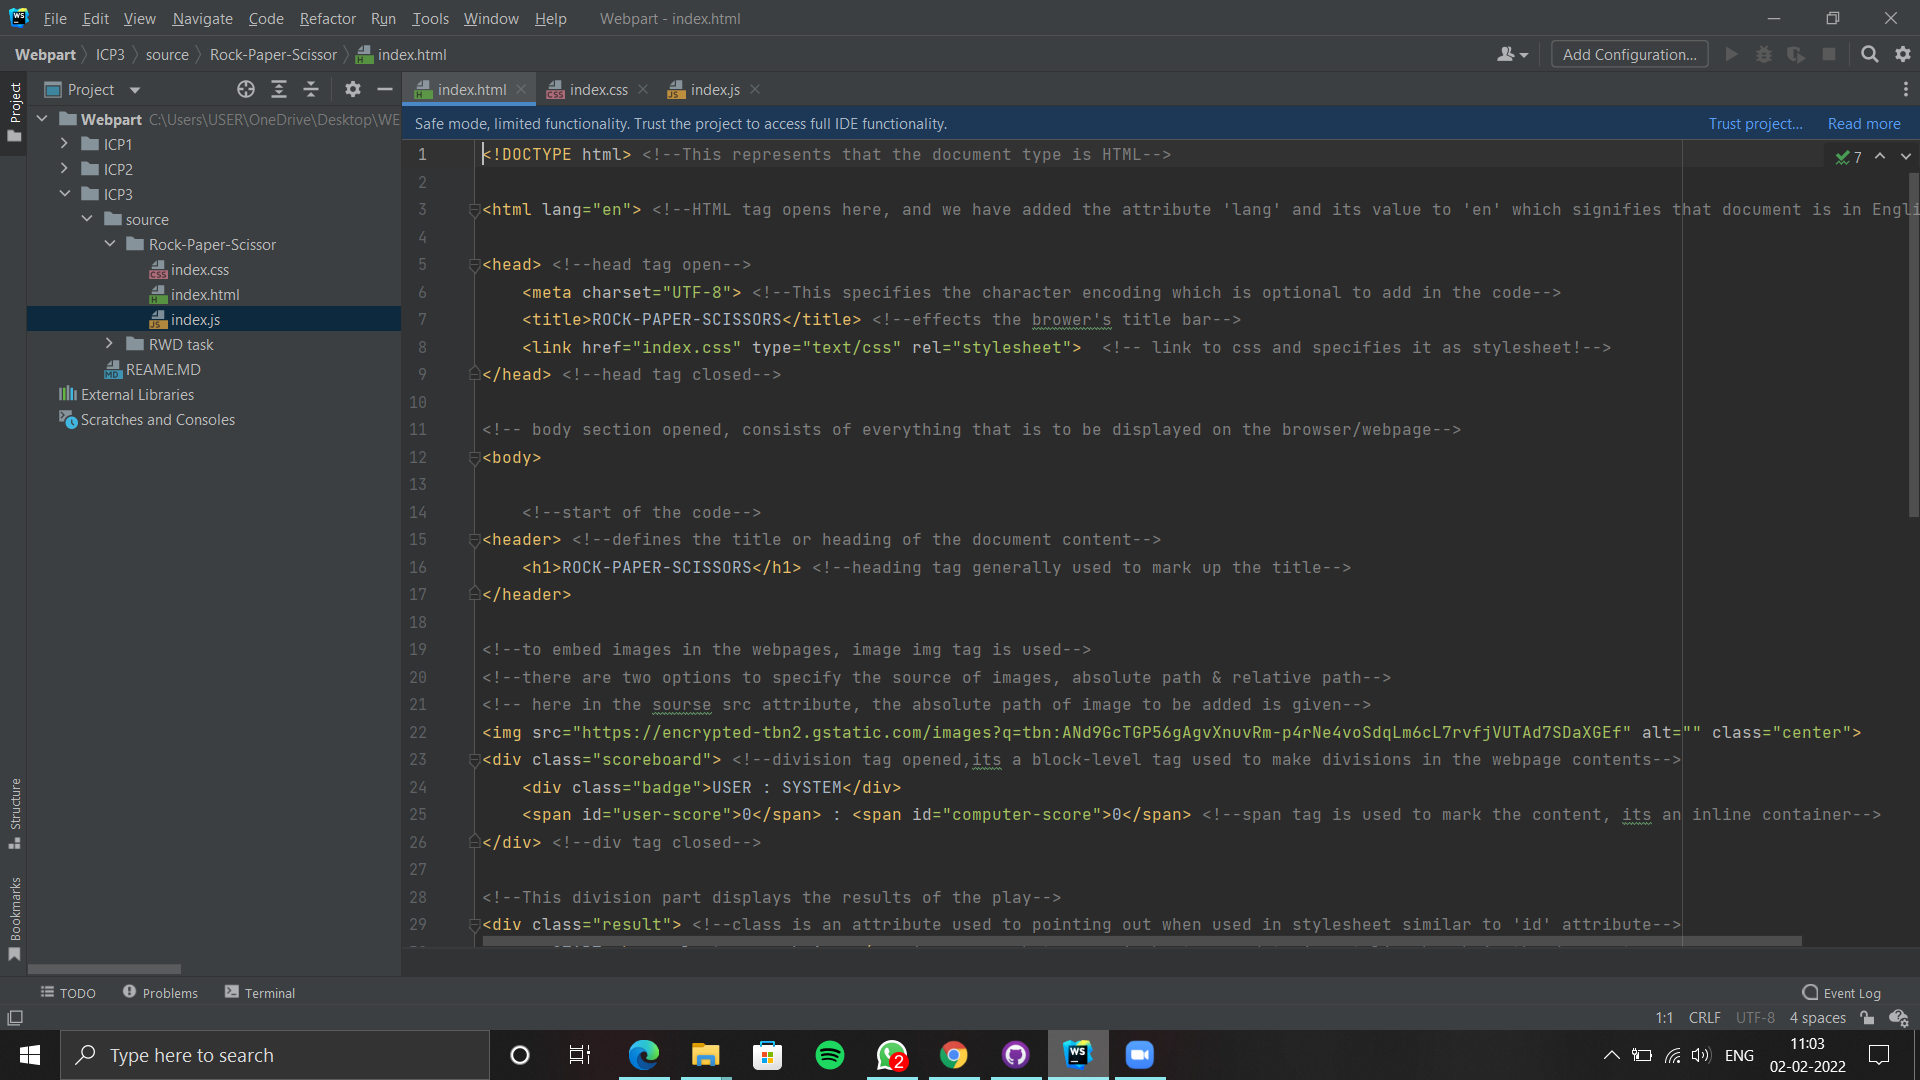 WS File Edit View Navigate Code Refactor Run Tools Window Help Webpart - index.html
Webpart ICP3 source Rock-Paper-Scissor index.html Add Configuration...
Project index.html index.css index.js
Project
Safe mode, limited functionality. Trust the project to access full IDE functionality. Trust project... Read more
Webpart C:\Users\USER\OneDrive\Desktop\WE
ICP1
ICP2
ICP3
source
Rock-Paper-Scissor
index.css
index.html
index.js
RWD task
REAME.MD
External Libraries
Scratches and Consoles
7
1 <!DOCTYPE html> <!--This represents that the document type is HTML-->
2
3 <html lang="en"> <!--HTML tag opens here, and we have added the attribute 'lang' and its value to 'en' which signifies that document is in Engli
4
5 <head> <!--head tag open-->
6 <meta charset="UTF-8"> <!--This specifies the character encoding which is optional to add in the code-->
7 <title>ROCK-PAPER-SCISSORS</title> <!--effects the brower's title bar-->
8 <link href="index.css" type="text/css" rel="stylesheet"> <!-- link to css and specifies it as stylesheet!-->
9 </head> <!--head tag closed-->
10
11 <!-- body section opened, consists of everything that is to be displayed on the browser/webpage-->
12 <body>
13
14 <!--start of the code-->
15 <header> <!--defines the title or heading of the document content-->
16 <h1>ROCK-PAPER-SCISSORS</h1> <!--heading tag generally used to mark up the title-->
17 </header>
18
19 <!--to embed images in the webpages, image img tag is used-->
20 <!--there are two options to specify the source of images, absolute path & relative path-->
21 <!-- here in the sourse src attribute, the absolute path of image to be added is given-->
22 <img src="https://encrypted-tbn2.gstatic.com/images?q=tbn:ANd9GcTGP56gAgvXnuvRm-p4rNe4voSdqLm6cL7rvfjVUTAd7SDaXGEf" alt="" class="center">
23 <div class="scoreboard"> <!--division tag opened,its a block-level tag used to make divisions in the webpage contents-->
24 <div class="badge">USER : SYSTEM</div>
25 <span id="user-score">0</span> : <span id="computer-score">0</span> <!--span tag is used to mark the content, its an inline container-->
26 </div> <!--div tag closed-->
27
28 <!--This division part displays the results of the play-->
29 <div class="result"> <!--class is an attribute used to pointing out when used in stylesheet similar to 'id' attribute-->
Structure
Bookmarks
TODO Problems Terminal Event Log
1:1 CRLF UTF-8 4 spaces
Type here to search 2 WS ENG 11:03
02-02-2022